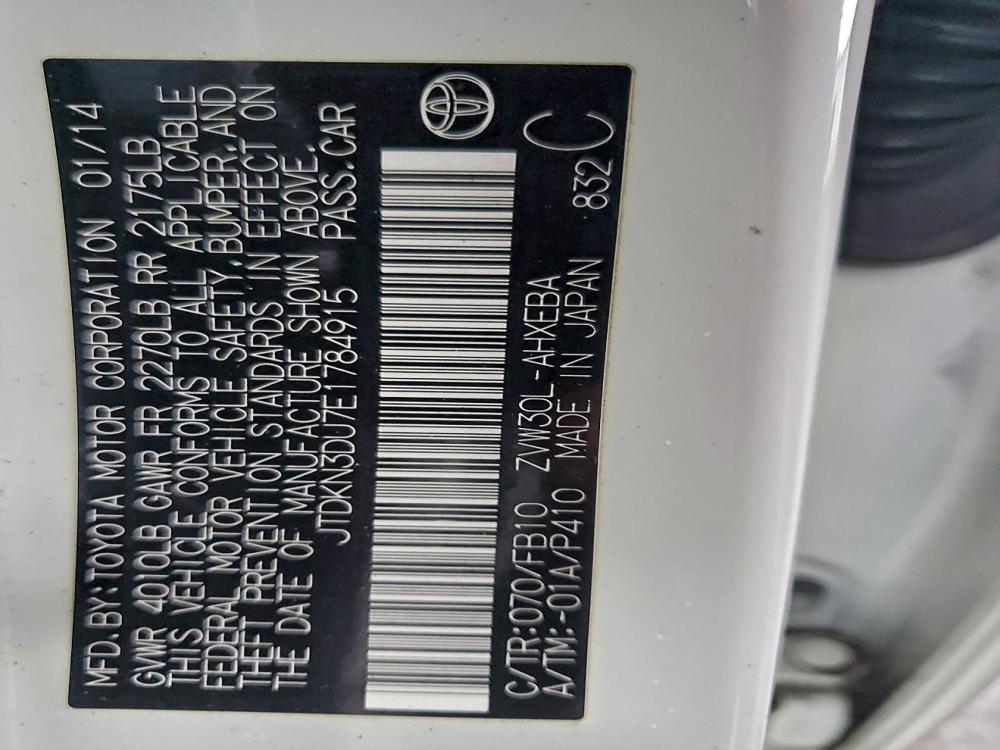 MFD.BY:TOYOTA MOTOR CORPORATION 01/14
GVWR 4010LB GAWR FR 2270LB RR 2175LB
THIS VEHICLE CONFORMS TO ALL APPLICABLE
FEDERAL MOTOR VEHICLE SAFETY,BUMPER,AND
THEFT PREVENTION STANDARDS IN EFFECT ON
THE DATE OF MANUFACTURE SHOWN ABOVE.
JTDKN3DU7E1784915 PASS.CAR
C/TR:070/FB10 ZVW30L-AHXEBA 832 C
A/TM:-01A/P410 MADE IN JAPAN